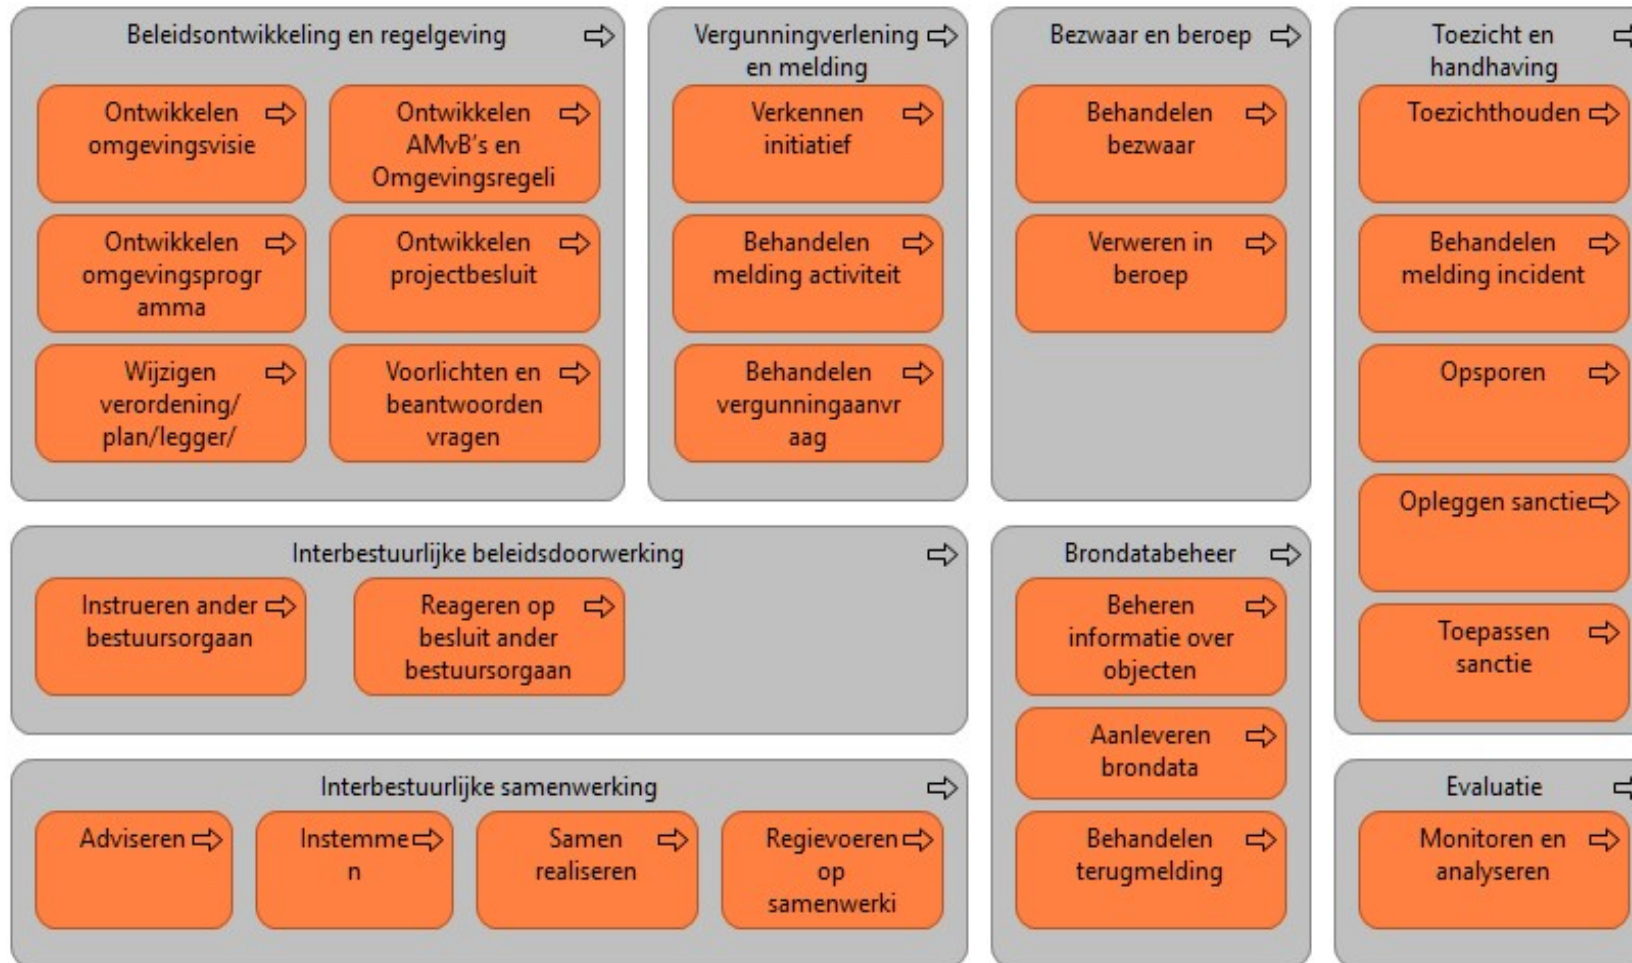 Beleidsontwikkeling en regelgeving
Ontwikkelen
omgevingsvisie
Ontwikkelen
AMvB's en
Omgevingsregeli
Ontwikkelen
omgevingsprogr
amma
Ontwikkelen
projectbesluit
Wijzigen
verordening/
plan/legger/
Voorlichten en
beantwoorden
vragen
Vergunningverlening
en melding
Verkennen
initiatief
Behandelen
melding activiteit
Behandelen
vergunningaanvr
aag
Bezwaar en beroep
Behandelen
bezwaar
Verweren in
beroep
Toezicht en
handhaving
Toezichthouden
Behandelen
melding incident
Opsporen
Opleggen sanctie
Toepassen
sanctie
Interbestuurlijke beleidsdoorwerking
Instrueren ander
bestuursorgaan
Reageren op
besluit ander
bestuursorgaan
Brondatabeheer
Beheren
informatie over
objecten
Aanleveren
brondata
Behandelen
terugmelding
Interbestuurlijke samenwerking
Adviseren
Instemme
n
Samen
realiseren
Regievoeren
op
samenwerki
Evaluatie
Monitoren en
analyseren